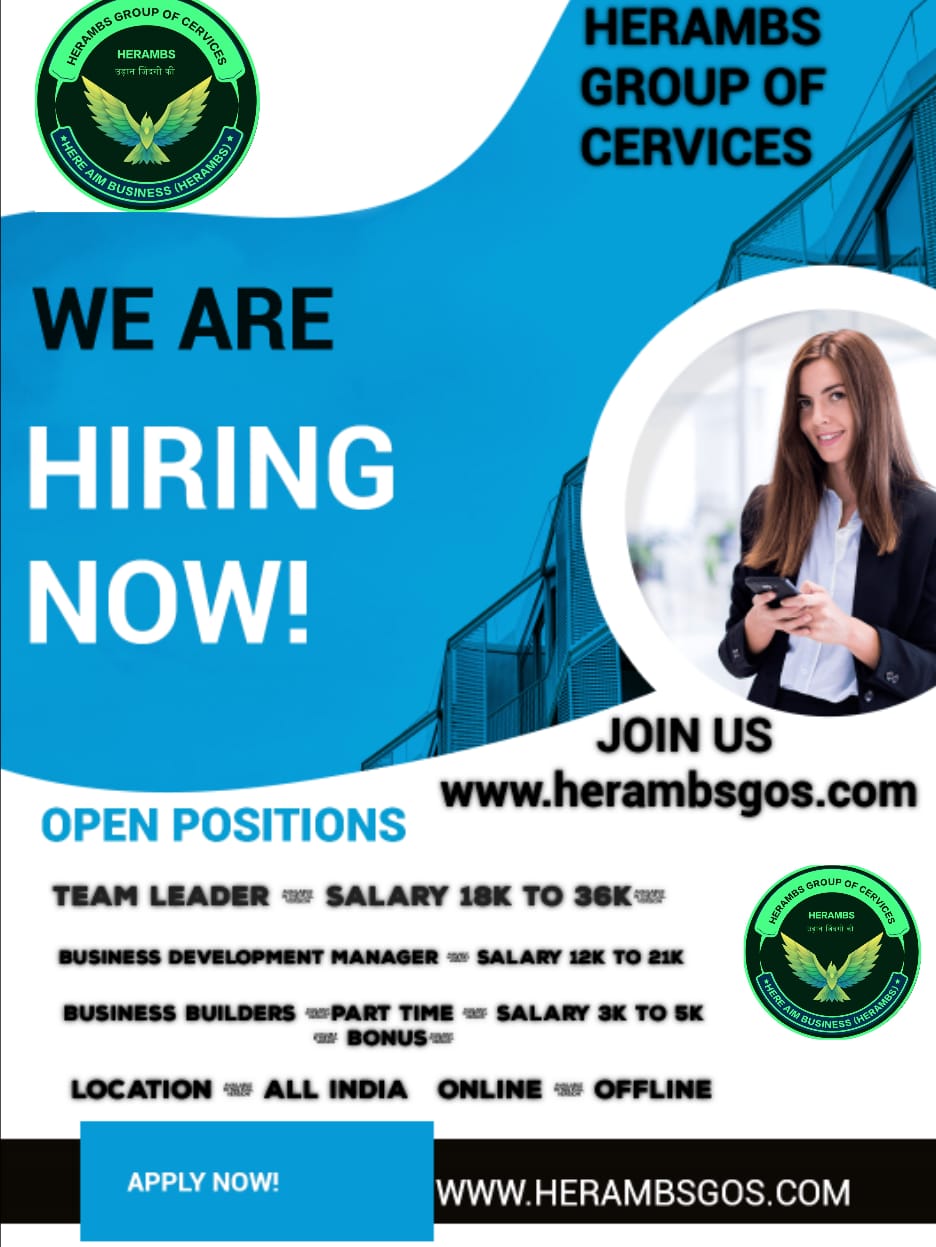 HERAMBS GROUP OF CERVICES
HERAMBS
उड़ान जिंदगी की
★HERE AIM BUSINESS (HERAMBS)★
HERAMBS
GROUP OF
CERVICES
WE ARE
HIRING
NOW!
JOIN US
www.herambsgos.com
OPEN POSITIONS
TEAM LEADER SALARY 18K TO 36K
BUSINESS DEVELOPMENT MANAGER SALARY 12K TO 21K
BUSINESS BUILDERS PART TIME SALARY 3K TO 5K
BONUS
HERAMBS GROUP OF CERVICES
HERAMBS
उड़ान जिंदगी की
★HERE AIM BUSINESS (HERAMBS)★
LOCATION ALL INDIA ONLINE OFFLINE
APPLY NOW!
WWW.HERAMBSGOS.COM